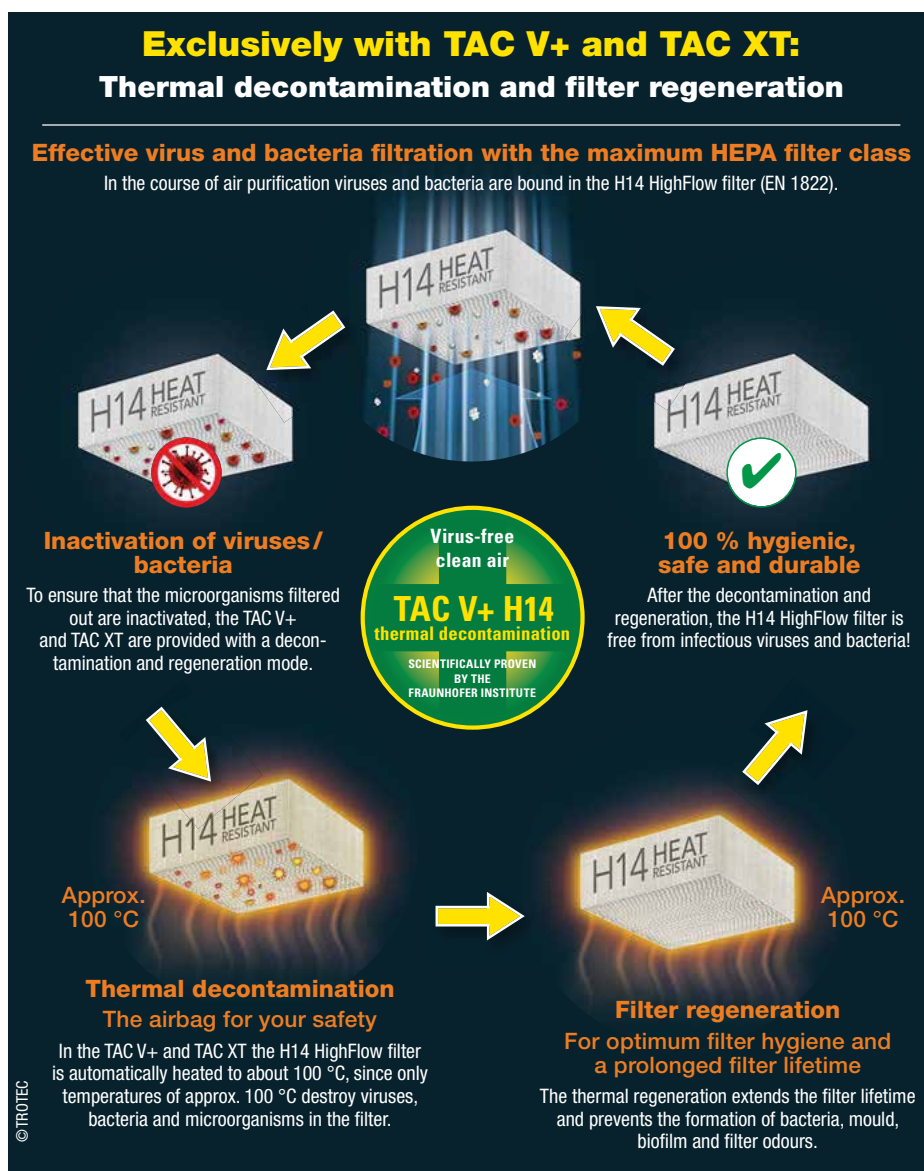 Exclusively with TAC V+ and TAC XT:
Thermal decontamination and filter regeneration
Effective virus and bacteria filtration with the maximum HEPA filter class
In the course of air purification viruses and bacteria are bound in the H14 HighFlow filter (EN 1822).
H14 HEAT
RESISTANT
H14 HEAT
RESISTANT
H14 HEAT
RESISTANT
Inactivation of viruses/
bacteria
To ensure that the microorganisms filtered
out are inactivated, the TAC V+
and TAC XT are provided with a decon-
tamination and regeneration mode.
Virus-free
clean air
TAC V+ H14
thermal decontamination
SCIENTIFICALLY PROVEN
BY THE
FRAUNHOFER INSTITUTE
100 % hygienic,
safe and durable
After the decontamination and
regeneration, the H14 HighFlow filter is
free from infectious viruses and bacteria!
H14 HEAT
RESISTANT
Approx.
100 °C
Thermal decontamination
The airbag for your safety
In the TAC V+ and TAC XT the H14 HighFlow filter
is automatically heated to about 100 °C, since only
temperatures of approx. 100 °C destroy viruses,
bacteria and microorganisms in the filter.
H14 HEAT
RESISTANT
Approx.
100 °C
Filter regeneration
For optimum filter hygiene and
a prolonged filter lifetime
The thermal regeneration extends the filter lifetime
and prevents the formation of bacteria, mould,
biofilm and filter odours.
©TROTEC